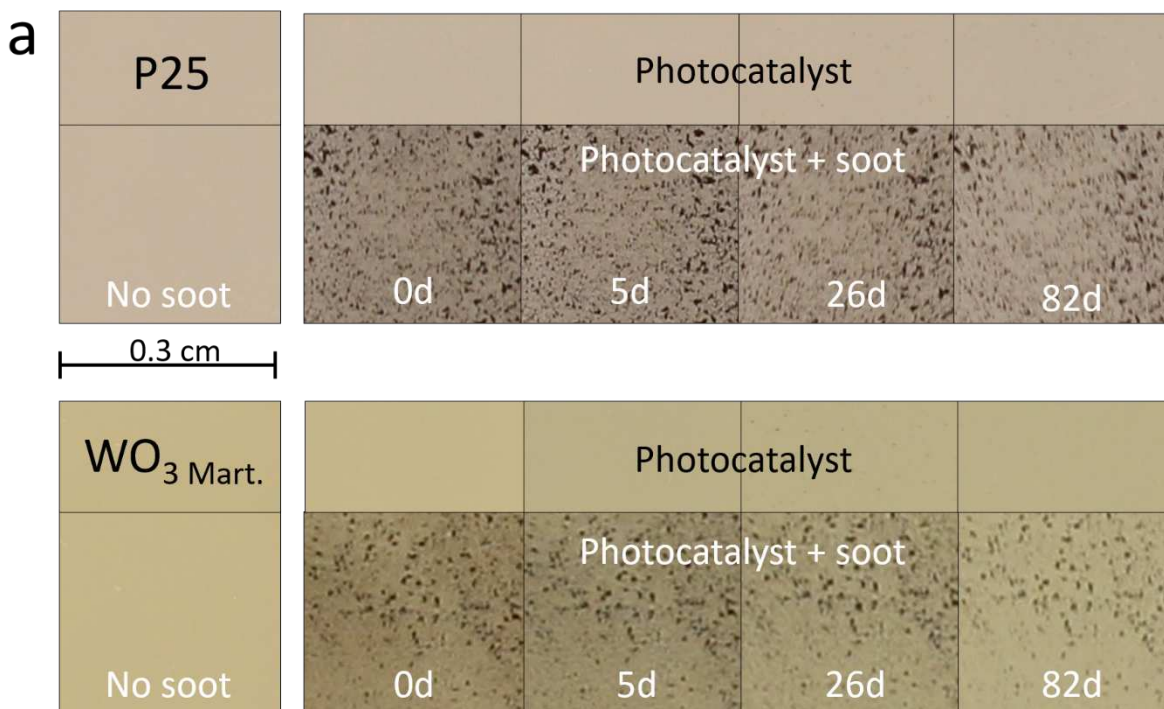 a
P25
Photocatalyst
Photocatalyst + soot
No soot
0d
5d
26d
82d
0.3 cm
WO3 Mart.
Photocatalyst
Photocatalyst + soot
No soot
0d
5d
26d
82d